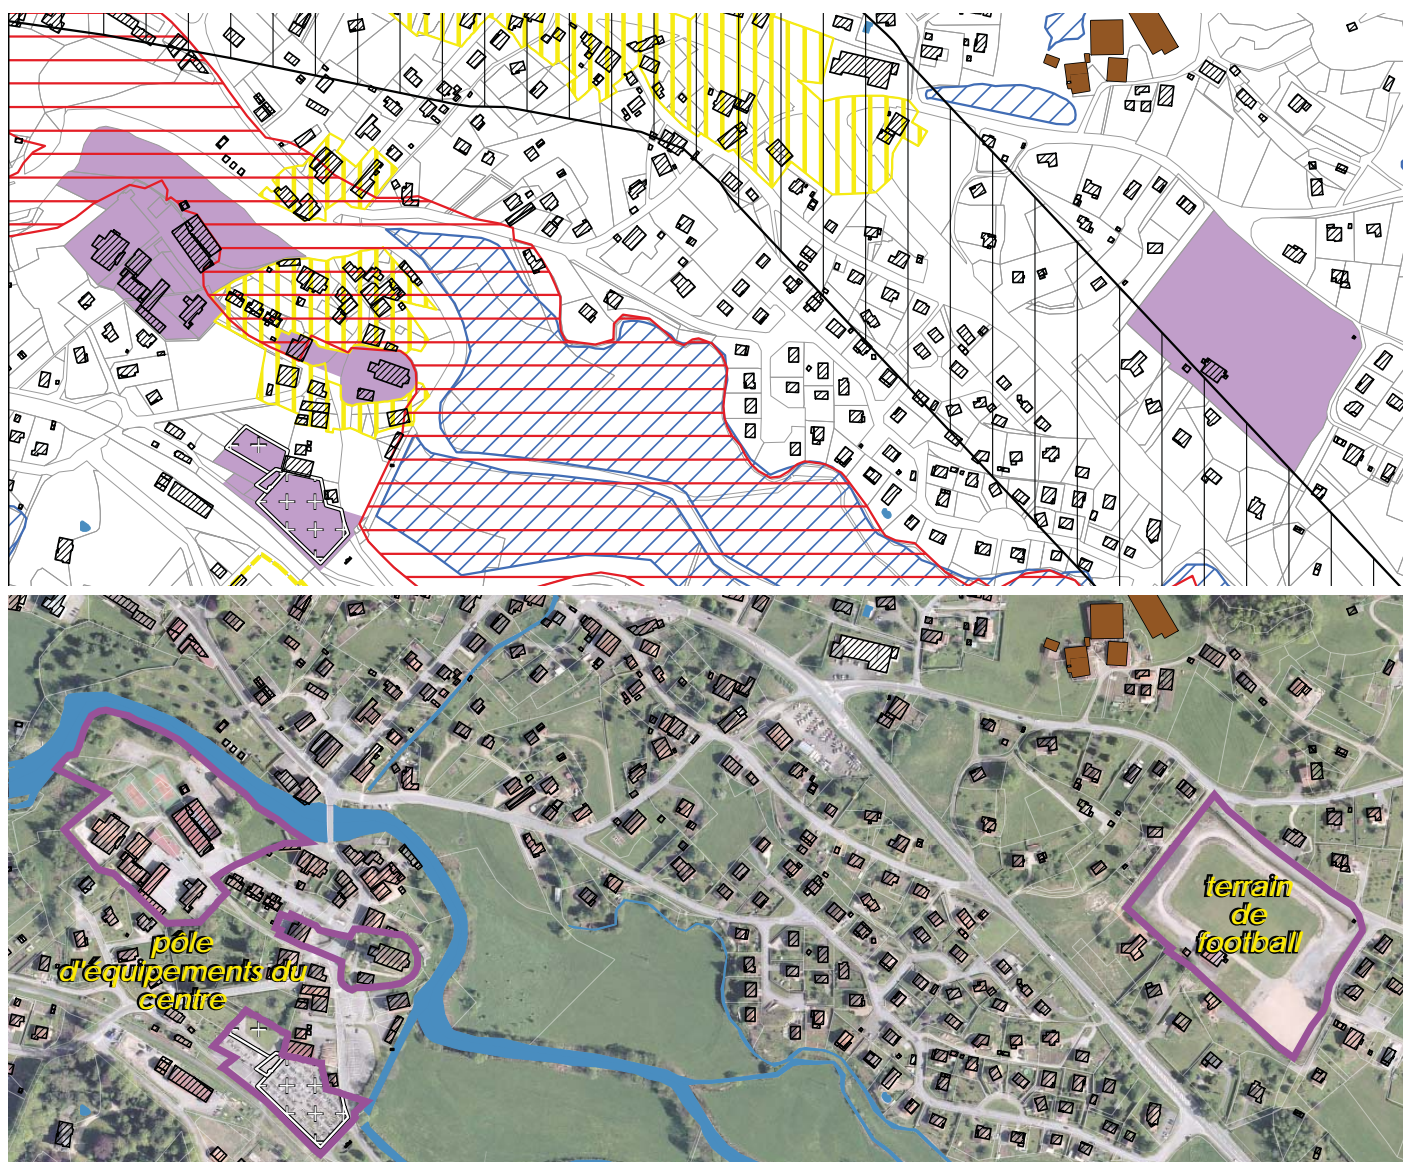 pôle
d'équipements du
centre
terrain
de
football